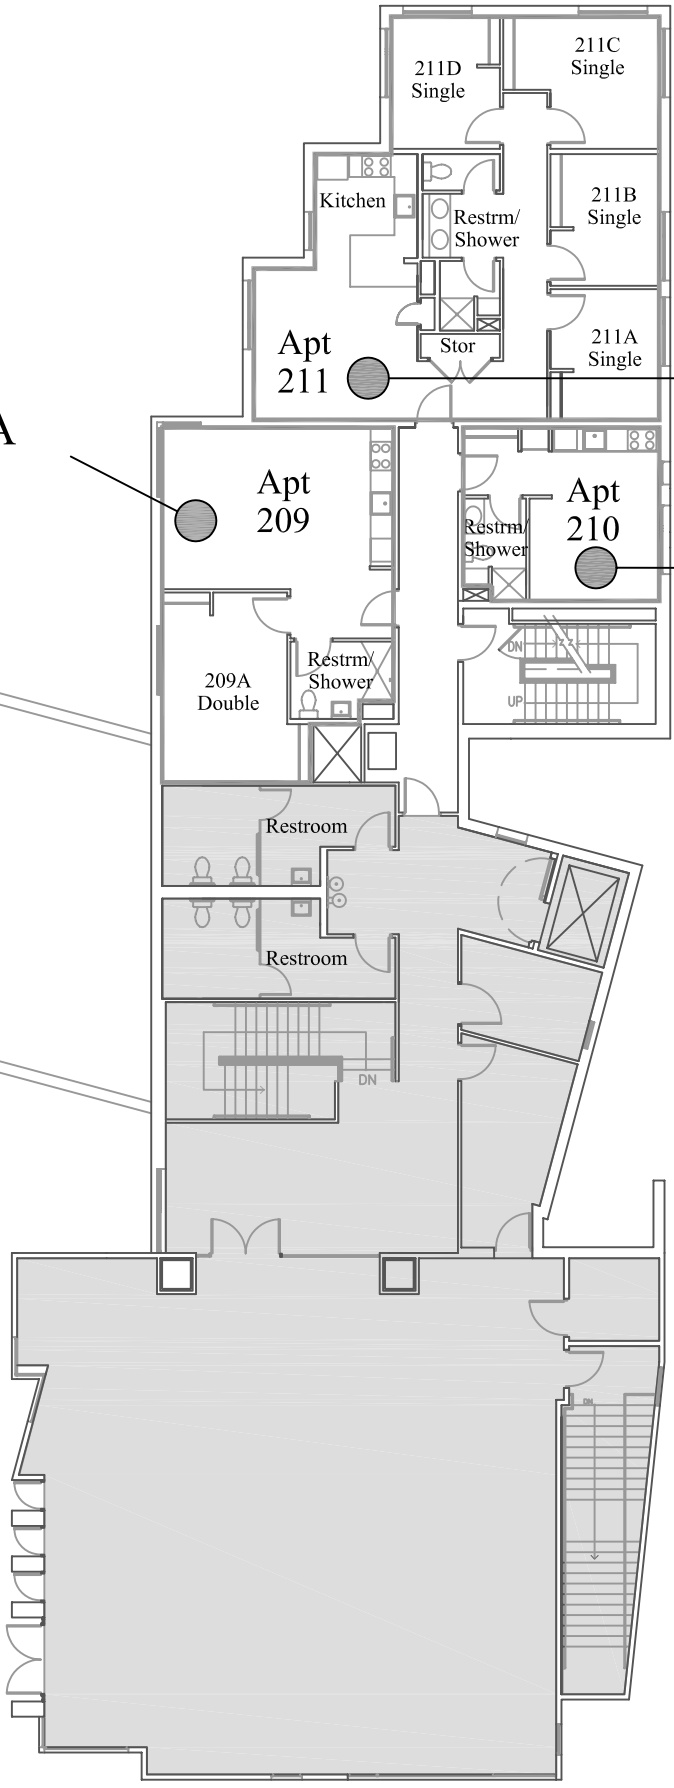 211D
Single
211C
Single
Kitchen
Restrm/
Shower
211B
Single
Apt
211
Stor
211A
Single
A
Apt
209
Apt
210
Restrm/
Shower
209A
Double
Restrm/
Shower
DN
UP
Restroom
Restroom
DN
DN